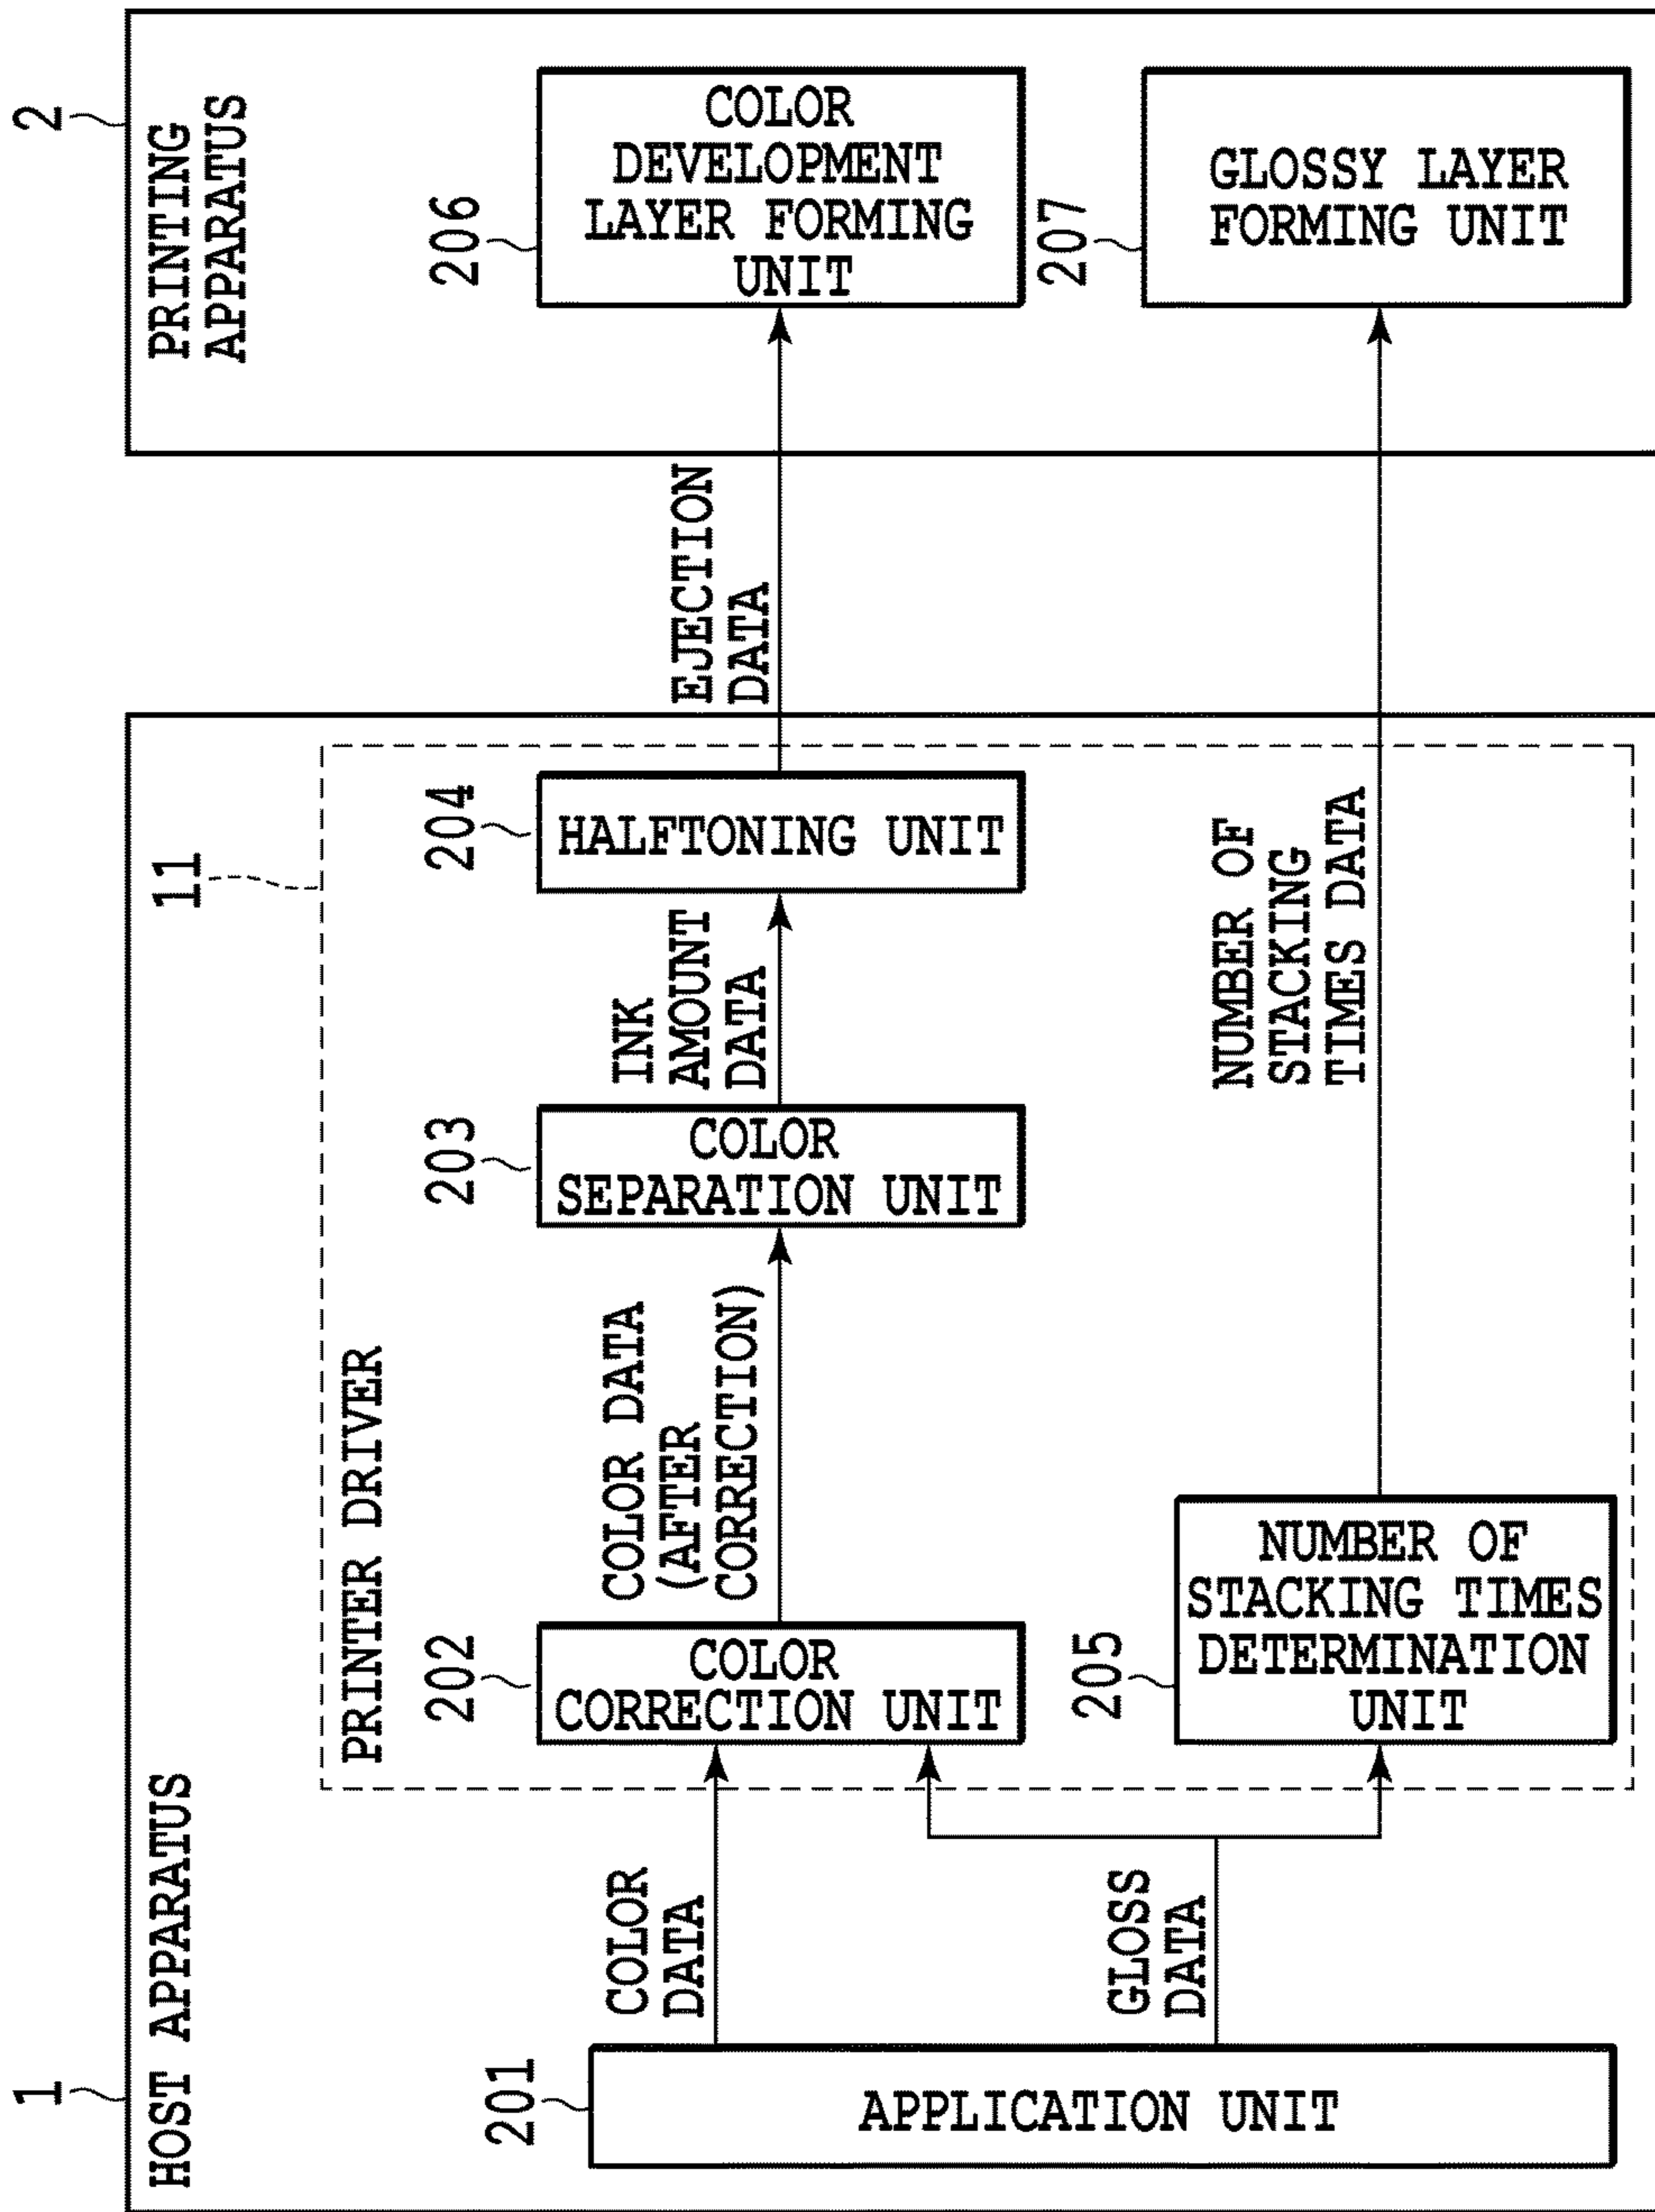 1
HOST APPARATUS
201
APPLICATION UNIT
COLOR
DATA
GLOSS
DATA
11
PRINTER DRIVER
202
COLOR
CORRECTION UNIT
COLOR DATA
(AFTER
CORRECTION)
203
COLOR
SEPARATION UNIT
INK
AMOUNT
DATA
204
HALFTONING UNIT
205
NUMBER OF
STACKING TIMES
DETERMINATION
UNIT
NUMBER OF
STACKING
TIMES DATA
EJECTION
DATA
2
PRINTING
APPARATUS
206
COLOR
DEVELOPMENT
LAYER FORMING
UNIT
207
GLOSSY LAYER
FORMING UNIT